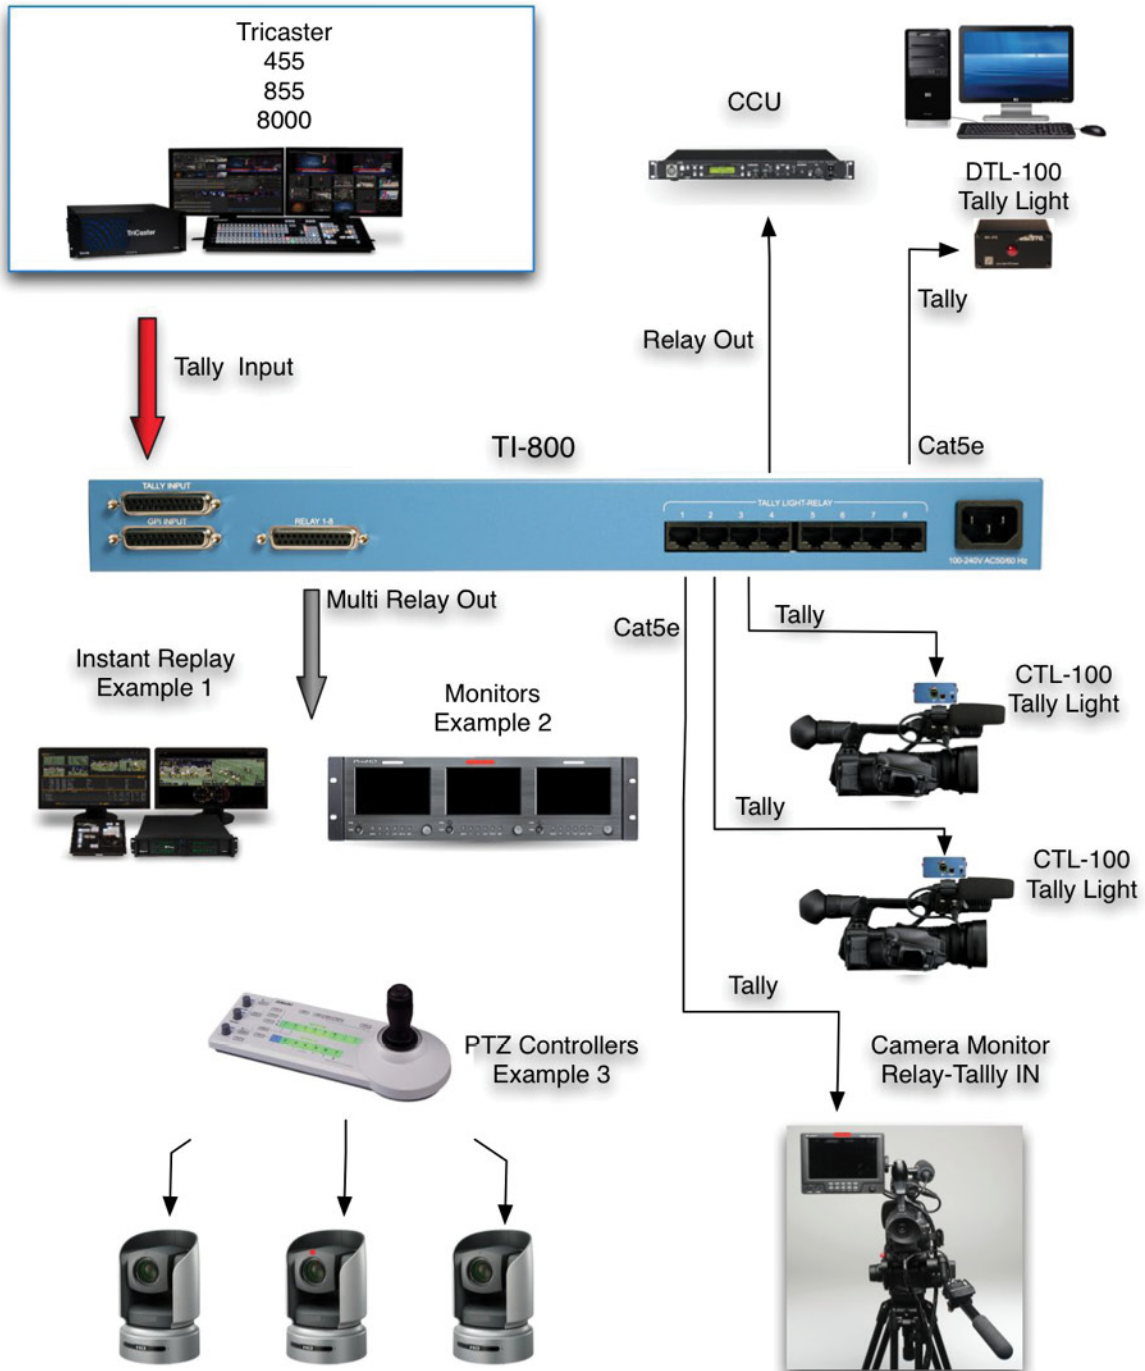 Tricaster
455
855
8000
TriCaster
CCU
DTL-100
Tally Light
Tally Input
Relay Out
Tally
Cat5e
TI-800
TALLY INPUT
GPI INPUT
RELAY 1-8
TALLY LIGHT-RELAY
1 2 3 4 5 6 7 8
100-240V AC50/60 Hz
Multi Relay Out
Cat5e
Tally
Instant Replay
Example 1
Monitors
Example 2
CTL-100
Tally Light
Tally
CTL-100
Tally Light
Tally
PTZ Controllers
Example 3
Camera Monitor
Relay-Tallly IN